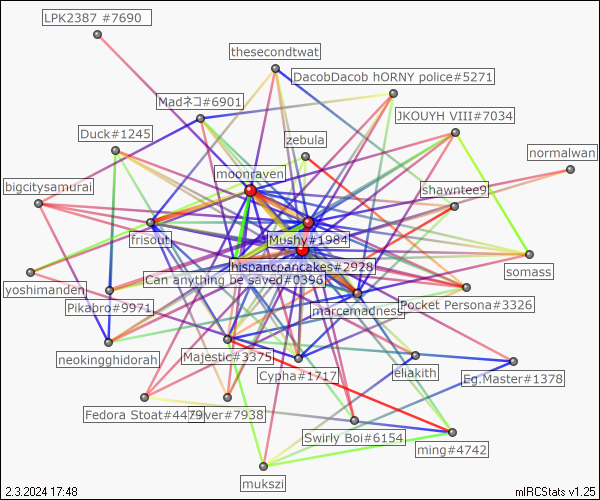 LPK2387 #7690
thesecondtwat
DacobDacob hORNY police#5271
Madネコ#6901
JKOUYH VIII#7034
Duck#1245
zebula
normalwan
moonraven
bigcitysamurai
shawntee9
frisout
Mushy#1984
somass
hispancpancakes#2928
yoshimanden
Can anything be saved#0396
Pikabro#9971
marcemadness
Pocket Persona#3326
neokingghidorah
Majestic#3375
Cypha#1717
eliakith
Eg.Master#1378
Fedora Stoat#4479
ver#7938
Swirly Boi#6154
ming#4742
mukszi
2.3.2024 17:48
mIRCStats v1.25